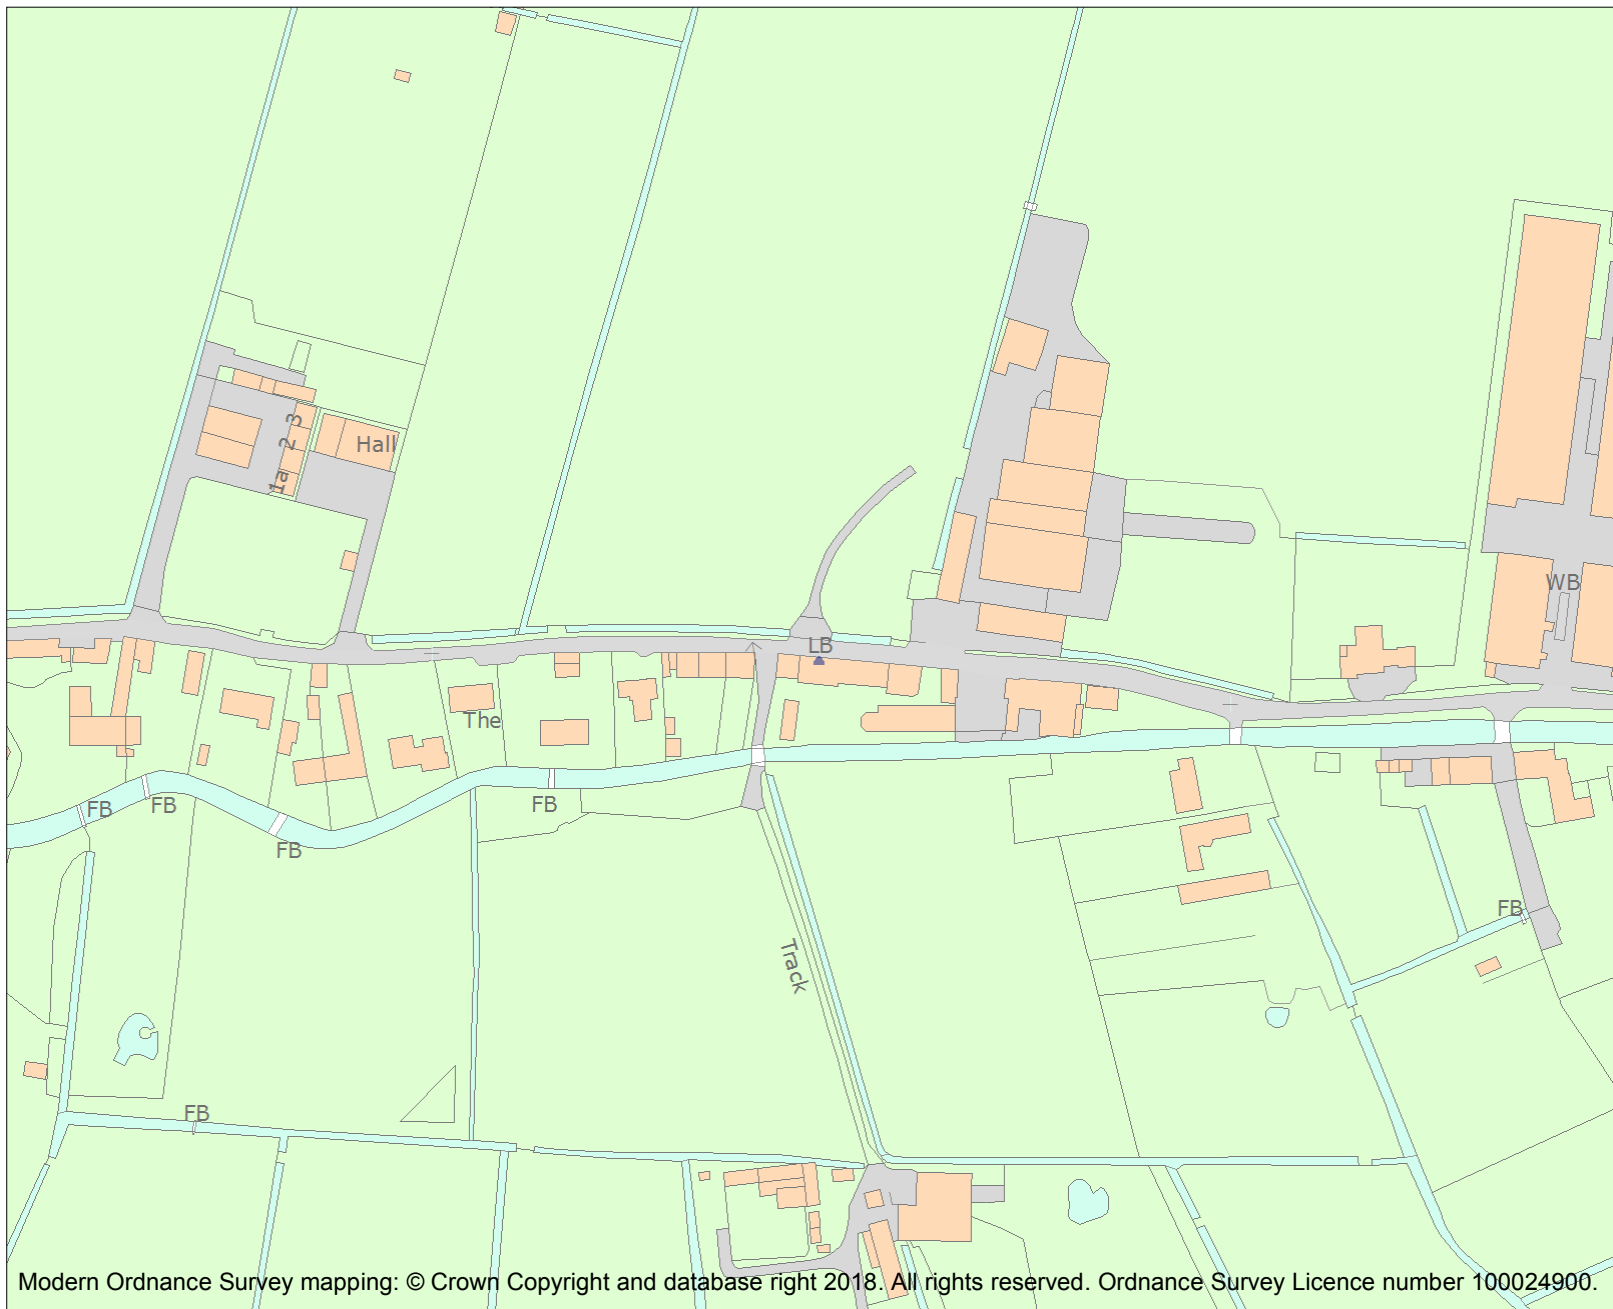 3
2
1a
Hall
WB
LB
The
FB
FB
FB
FB
FB
Track
FB
Modern Ordnance Survey mapping: © Crown Copyright and database right 2018. All rights reserved. Ordnance Survey Licence number 100024900.